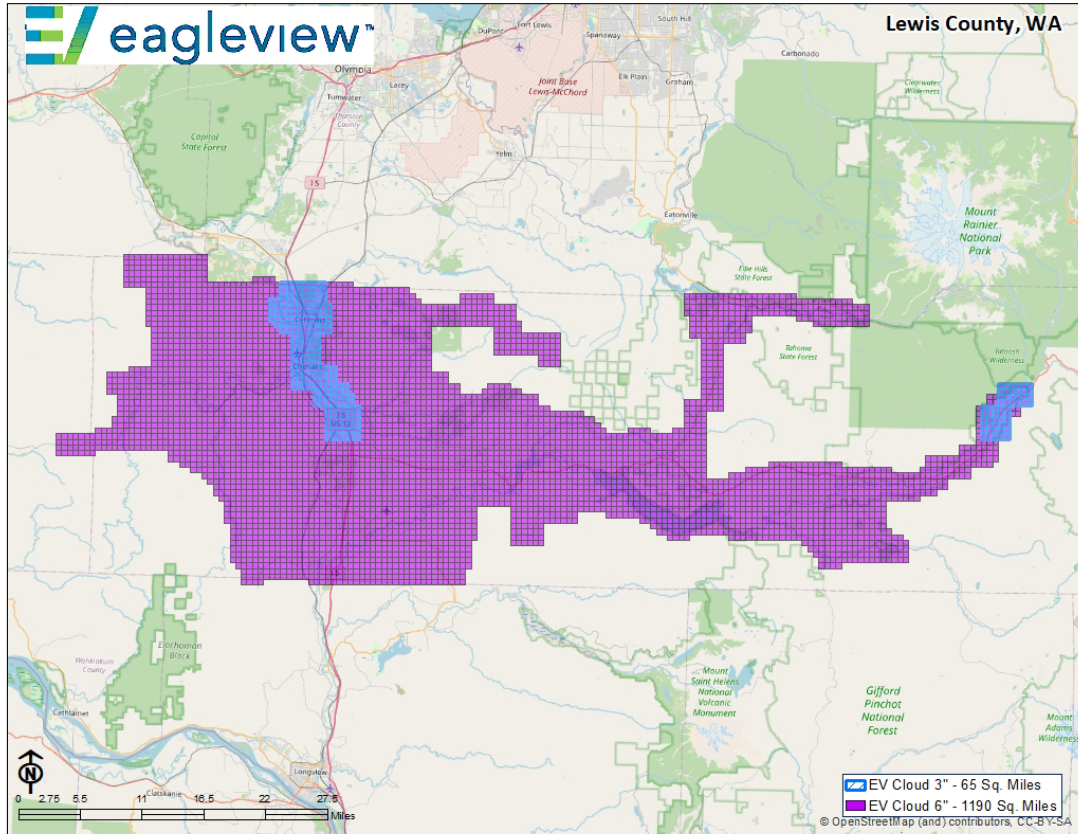 eagleview™
Lewis County, WA
DuPont
Fort Lewis
Spanaway
South Hill
Carbonado
Olympia
Lacey
Tumwater
Thurston
County
Joint Base
Lewis-McChord
Elk Plain
Graham
Clearwater
Wilderness
Capitol
State Forest
Yelm
I 5
Eatonville
Mount
Rainier
National
Park
Elbe Hills
State Forest
Centralia
Chehalis
Tahoma
State Forest
Tatoosh
Wilderness
I 5
US 12
I 5
Elochoman
Block
Wahkiakum
County
Cathlamet
Mount
Saint Helens
National
Volcanic
Monument
Gifford
Pinchot
National
Forest
Mount
Adams
Wilderness
Longview
Clatskanie
N
0 2.75 5.5 11 16.5 22 27.5
Miles
EV Cloud 3" - 65 Sq. Miles
EV Cloud 6" - 1190 Sq. Miles
© OpenStreetMap (and) contributors, CC-BY-SA